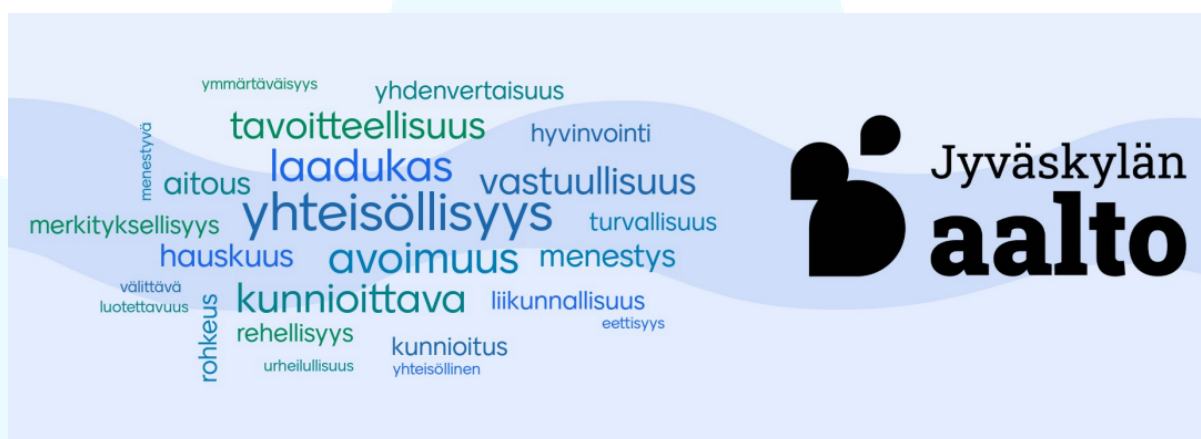 ymmärtäväisyys
yhdenvertaisuus
tavoitteellisuus
hyvinvointi
menestyvä
laadukas
aitous
vastuullisuus
yhteisöllisyys
merkityksellisyys
turvallisuus
hauskuus
avoimuus
menestys
välittävä
kunnioittava
liikunnallisuus
luotettavuus
eettisyys
rohkeus
rehellisyys
kunnioitus
urheilullisuus
yhteisöllinen
Jyväskylän
aalto